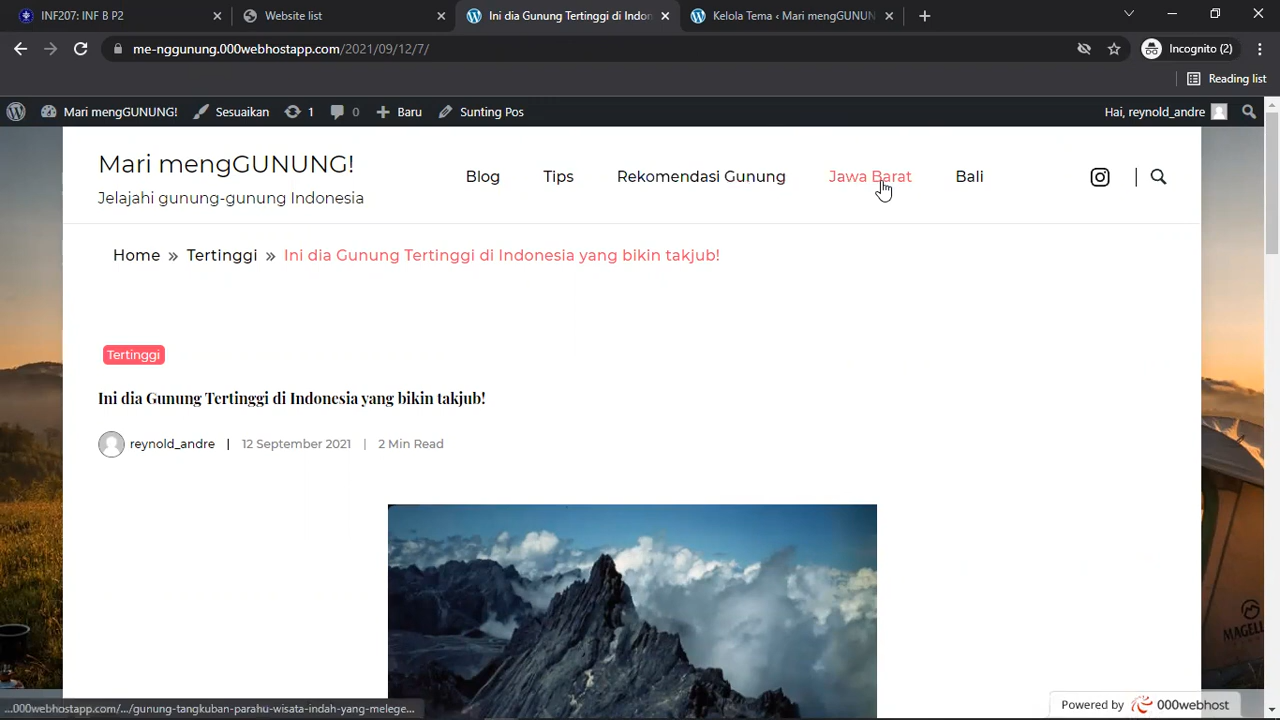 INF207: INF B P2
Website list
Ini dia Gunung Tertinggi di Indon
Kelola Tema ‹ Mari mengGUNUN
me-nggunung.000webhostapp.com/2021/09/12/7/
Incognito (2)
Reading list
Mari mengGUNUNG!
Sesuaikan
1
0
Baru
Sunting Pos
Hai, reynold_andre
Mari mengGUNUNG!
Jelajahi gunung-gunung Indonesia
Blog
Tips
Rekomendasi Gunung
Jawa Barat
Bali
Home » Tertinggi » Ini dia Gunung Tertinggi di Indonesia yang bikin takjub!
Tertinggi
Ini dia Gunung Tertinggi di Indonesia yang bikin takjub!
reynold_andre | 12 September 2021 | 2 Min Read
MAGELL
...000webhostapp.com/.../gunung-tangkuban-parahu-wisata-indah-yang-melege...
Powered by 000webhost